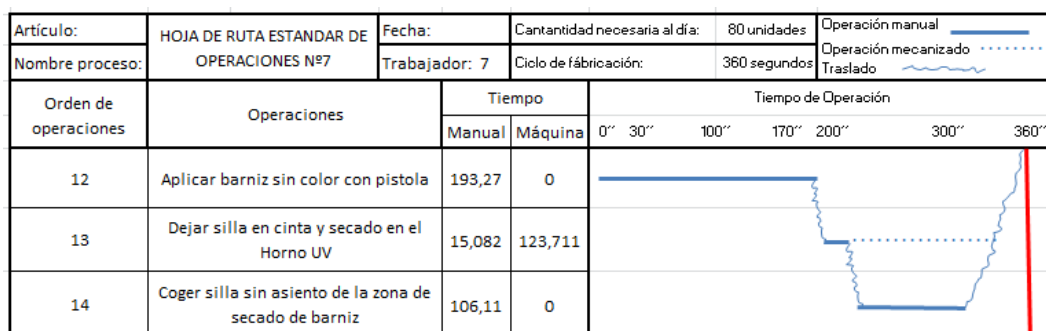 Artículo:
HOJA DE RUTA ESTANDAR DE
OPERACIONES Nº7
Fecha:
Cantantidad necesaria al día:
80 unidades
Operación manual
Operación mecanizado
Traslado
Nombre proceso:
Trabajador: 7
Ciclo de fábricación:
360 segundos
Orden de
operaciones
Operaciones
Tiempo
Manual
Máquina
Tiempo de Operación
0´´ 30´´ 100´´ 170´´ 200´´ 300´´ 360´´
12
Aplicar barniz sin color con pistola
193,27
0
13
Dejar silla en cinta y secado en el
Horno UV
15,082
123,711
14
Coger silla sin asiento de la zona de
secado de barniz
106,11
0